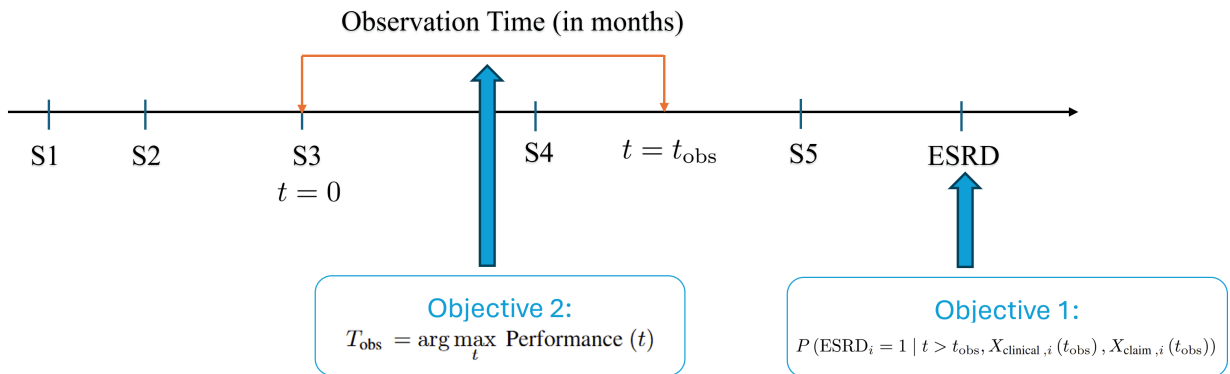 Observation Time (in months)
S1 S2 S3 S4 t = t_obs S5 ESRD
t = 0
Objective 2:
T_obs = arg max_t Performance (t)
Objective 1:
P (ESRD_i = 1 | t > t_obs, X_clinical ,i (t_obs) , X_claim ,i (t_obs))